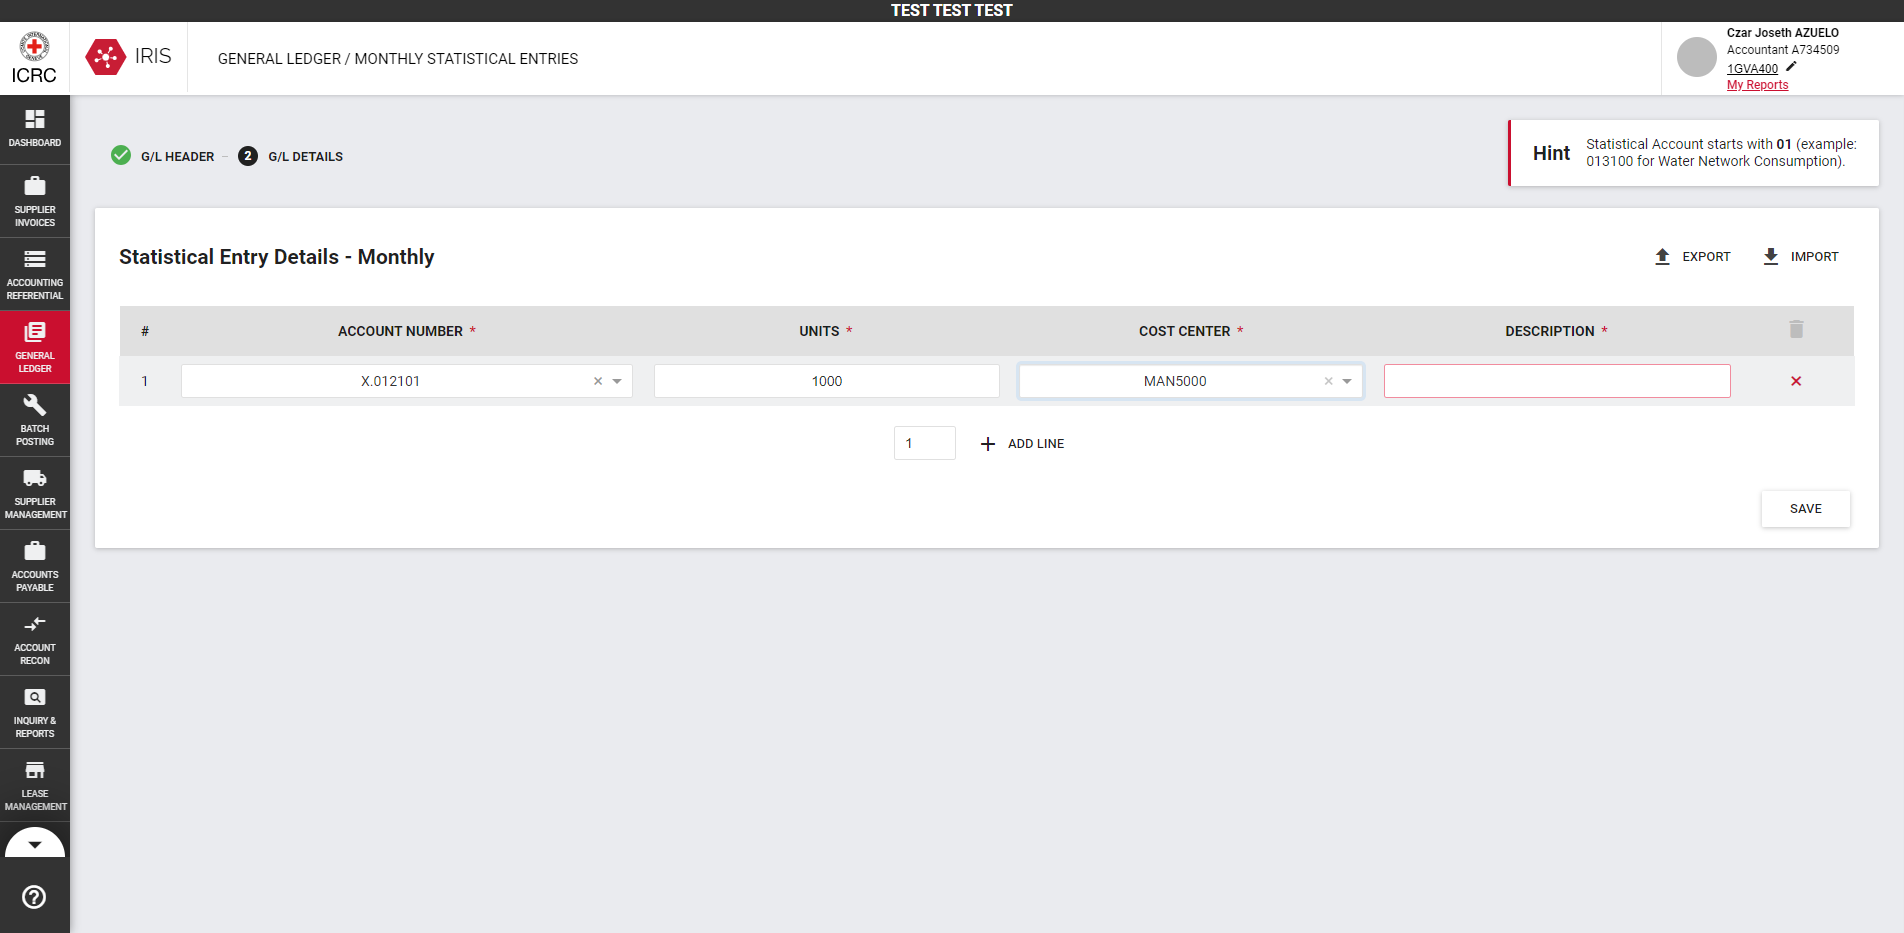 TEST TEST TEST
ICRC
IRIS
GENERAL LEDGER / MONTHLY STATISTICAL ENTRIES
Czar Joseth AZUELO
Accountant A734509
1GVA400
My Reports
DASHBOARD
SUPPLIER
INVOICES
ACCOUNTING
REFERENTIAL
GENERAL
LEDGER
BATCH
POSTING
SUPPLIER
MANAGEMENT
ACCOUNTS
PAYABLE
ACCOUNT
RECON
INQUIRY &
REPORTS
LEASE
MANAGEMENT
G/L HEADER – 2 G/L DETAILS
Hint
Statistical Account starts with 01 (example:
013100 for Water Network Consumption).
Statistical Entry Details - Monthly
EXPORT IMPORT
# ACCOUNT NUMBER * UNITS * COST CENTER * DESCRIPTION *
1 X.012101 × 1000 MAN5000 × ×
1 + ADD LINE
SAVE